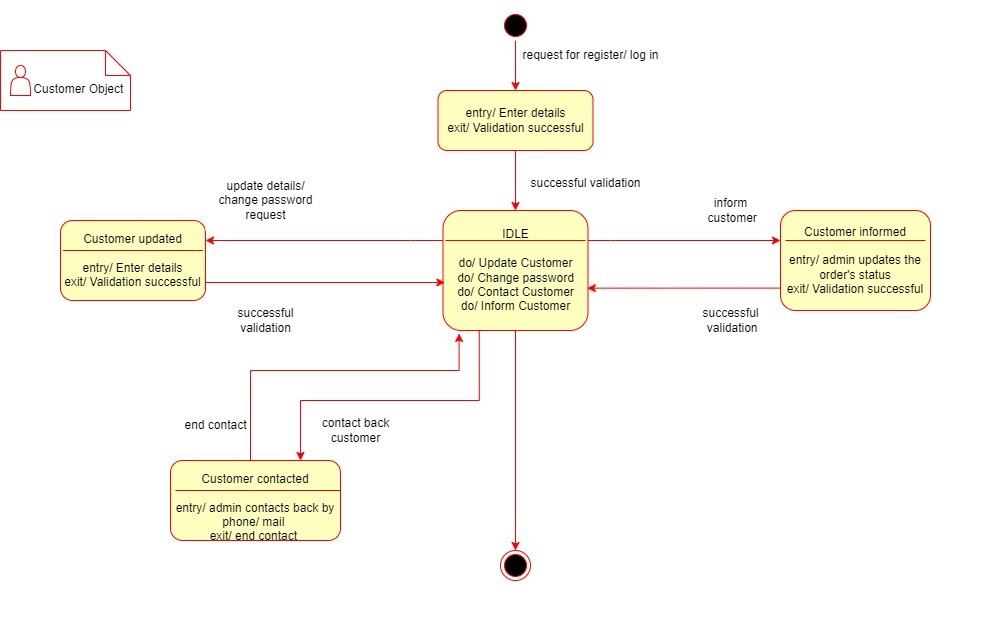 request for register/ log in
Customer Object
entry/ Enter details
exit/ Validation successful
successful validation
update details/
change password
request
inform
customer
Customer updated
entry/ Enter details
exit/ Validation successful
IDLE
do/ Update Customer
do/ Change password
do/ Contact Customer
do/ Inform Customer
Customer informed
entry/ admin updates the
order's status
exit/ Validation successful
successful
validation
successful
validation
end contact
contact back
customer
Customer contacted
entry/ admin contacts back by
phone/ mail
exit/ end contact